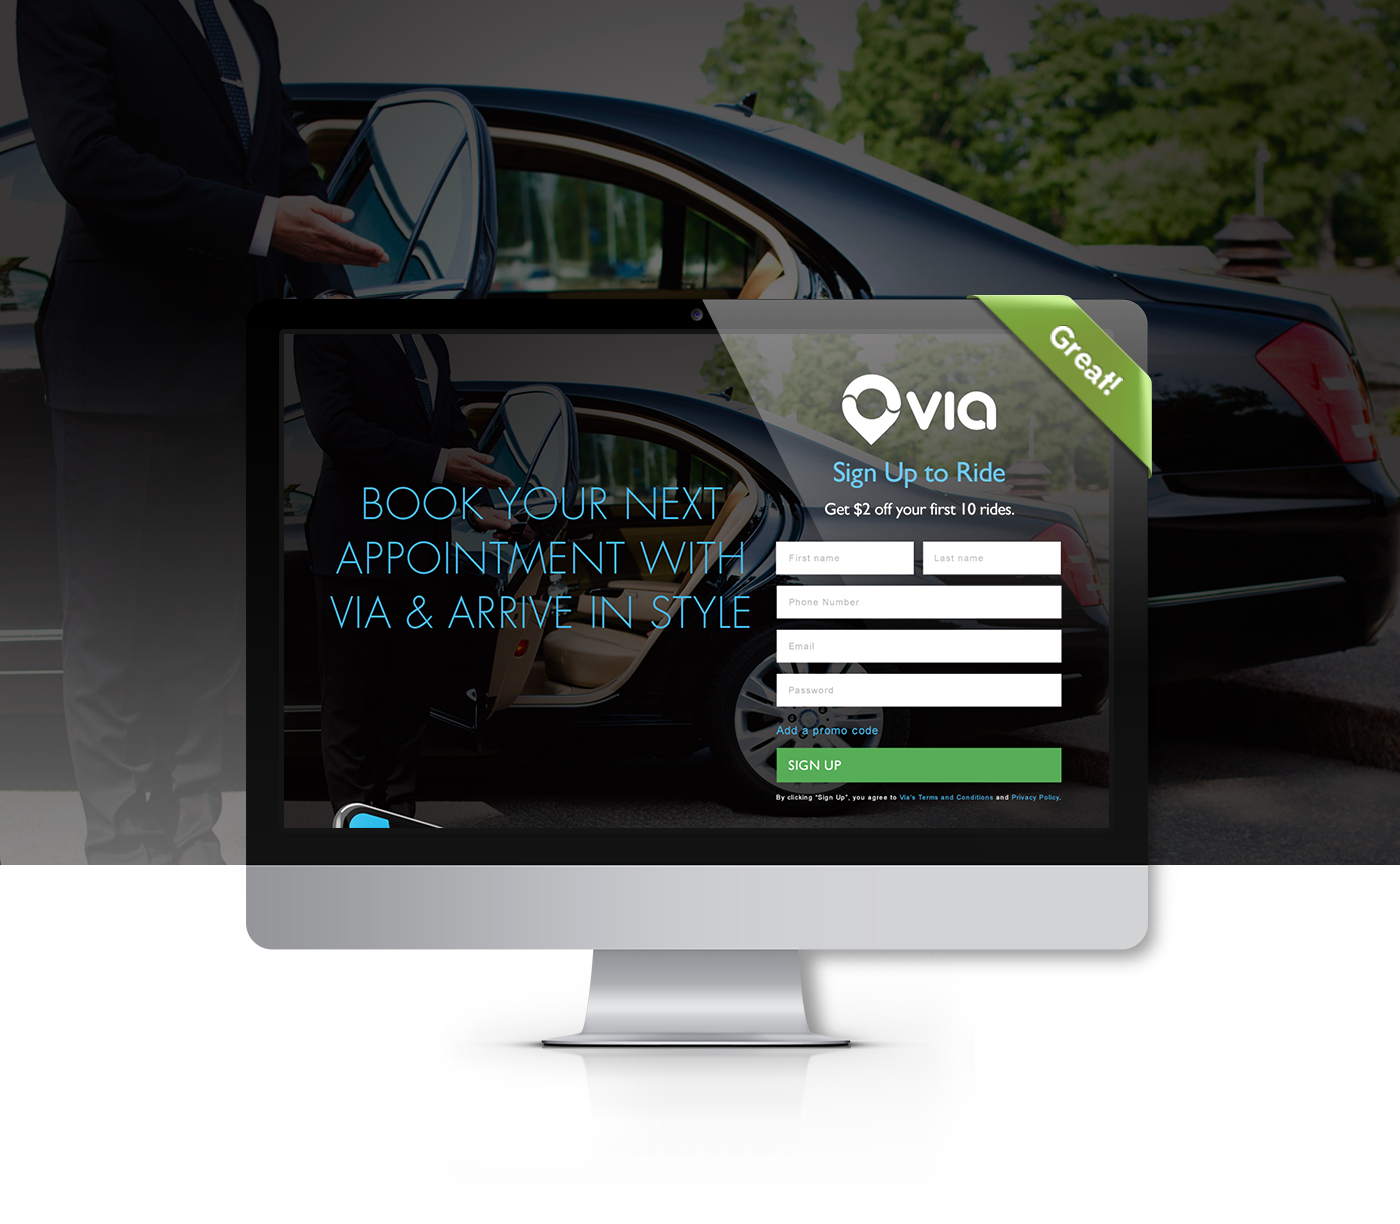 Great!
via
Sign Up to Ride
Get $2 off your first 10 rides.
BOOK YOUR NEXT
APPOINTMENT WITH
VIA & ARRIVE IN STYLE
First name
Last name
Phone Number
Email
Password
Add a promo code
SIGN UP
By clicking "Sign Up", you agree to Via's Terms and Conditions and Privacy Policy.